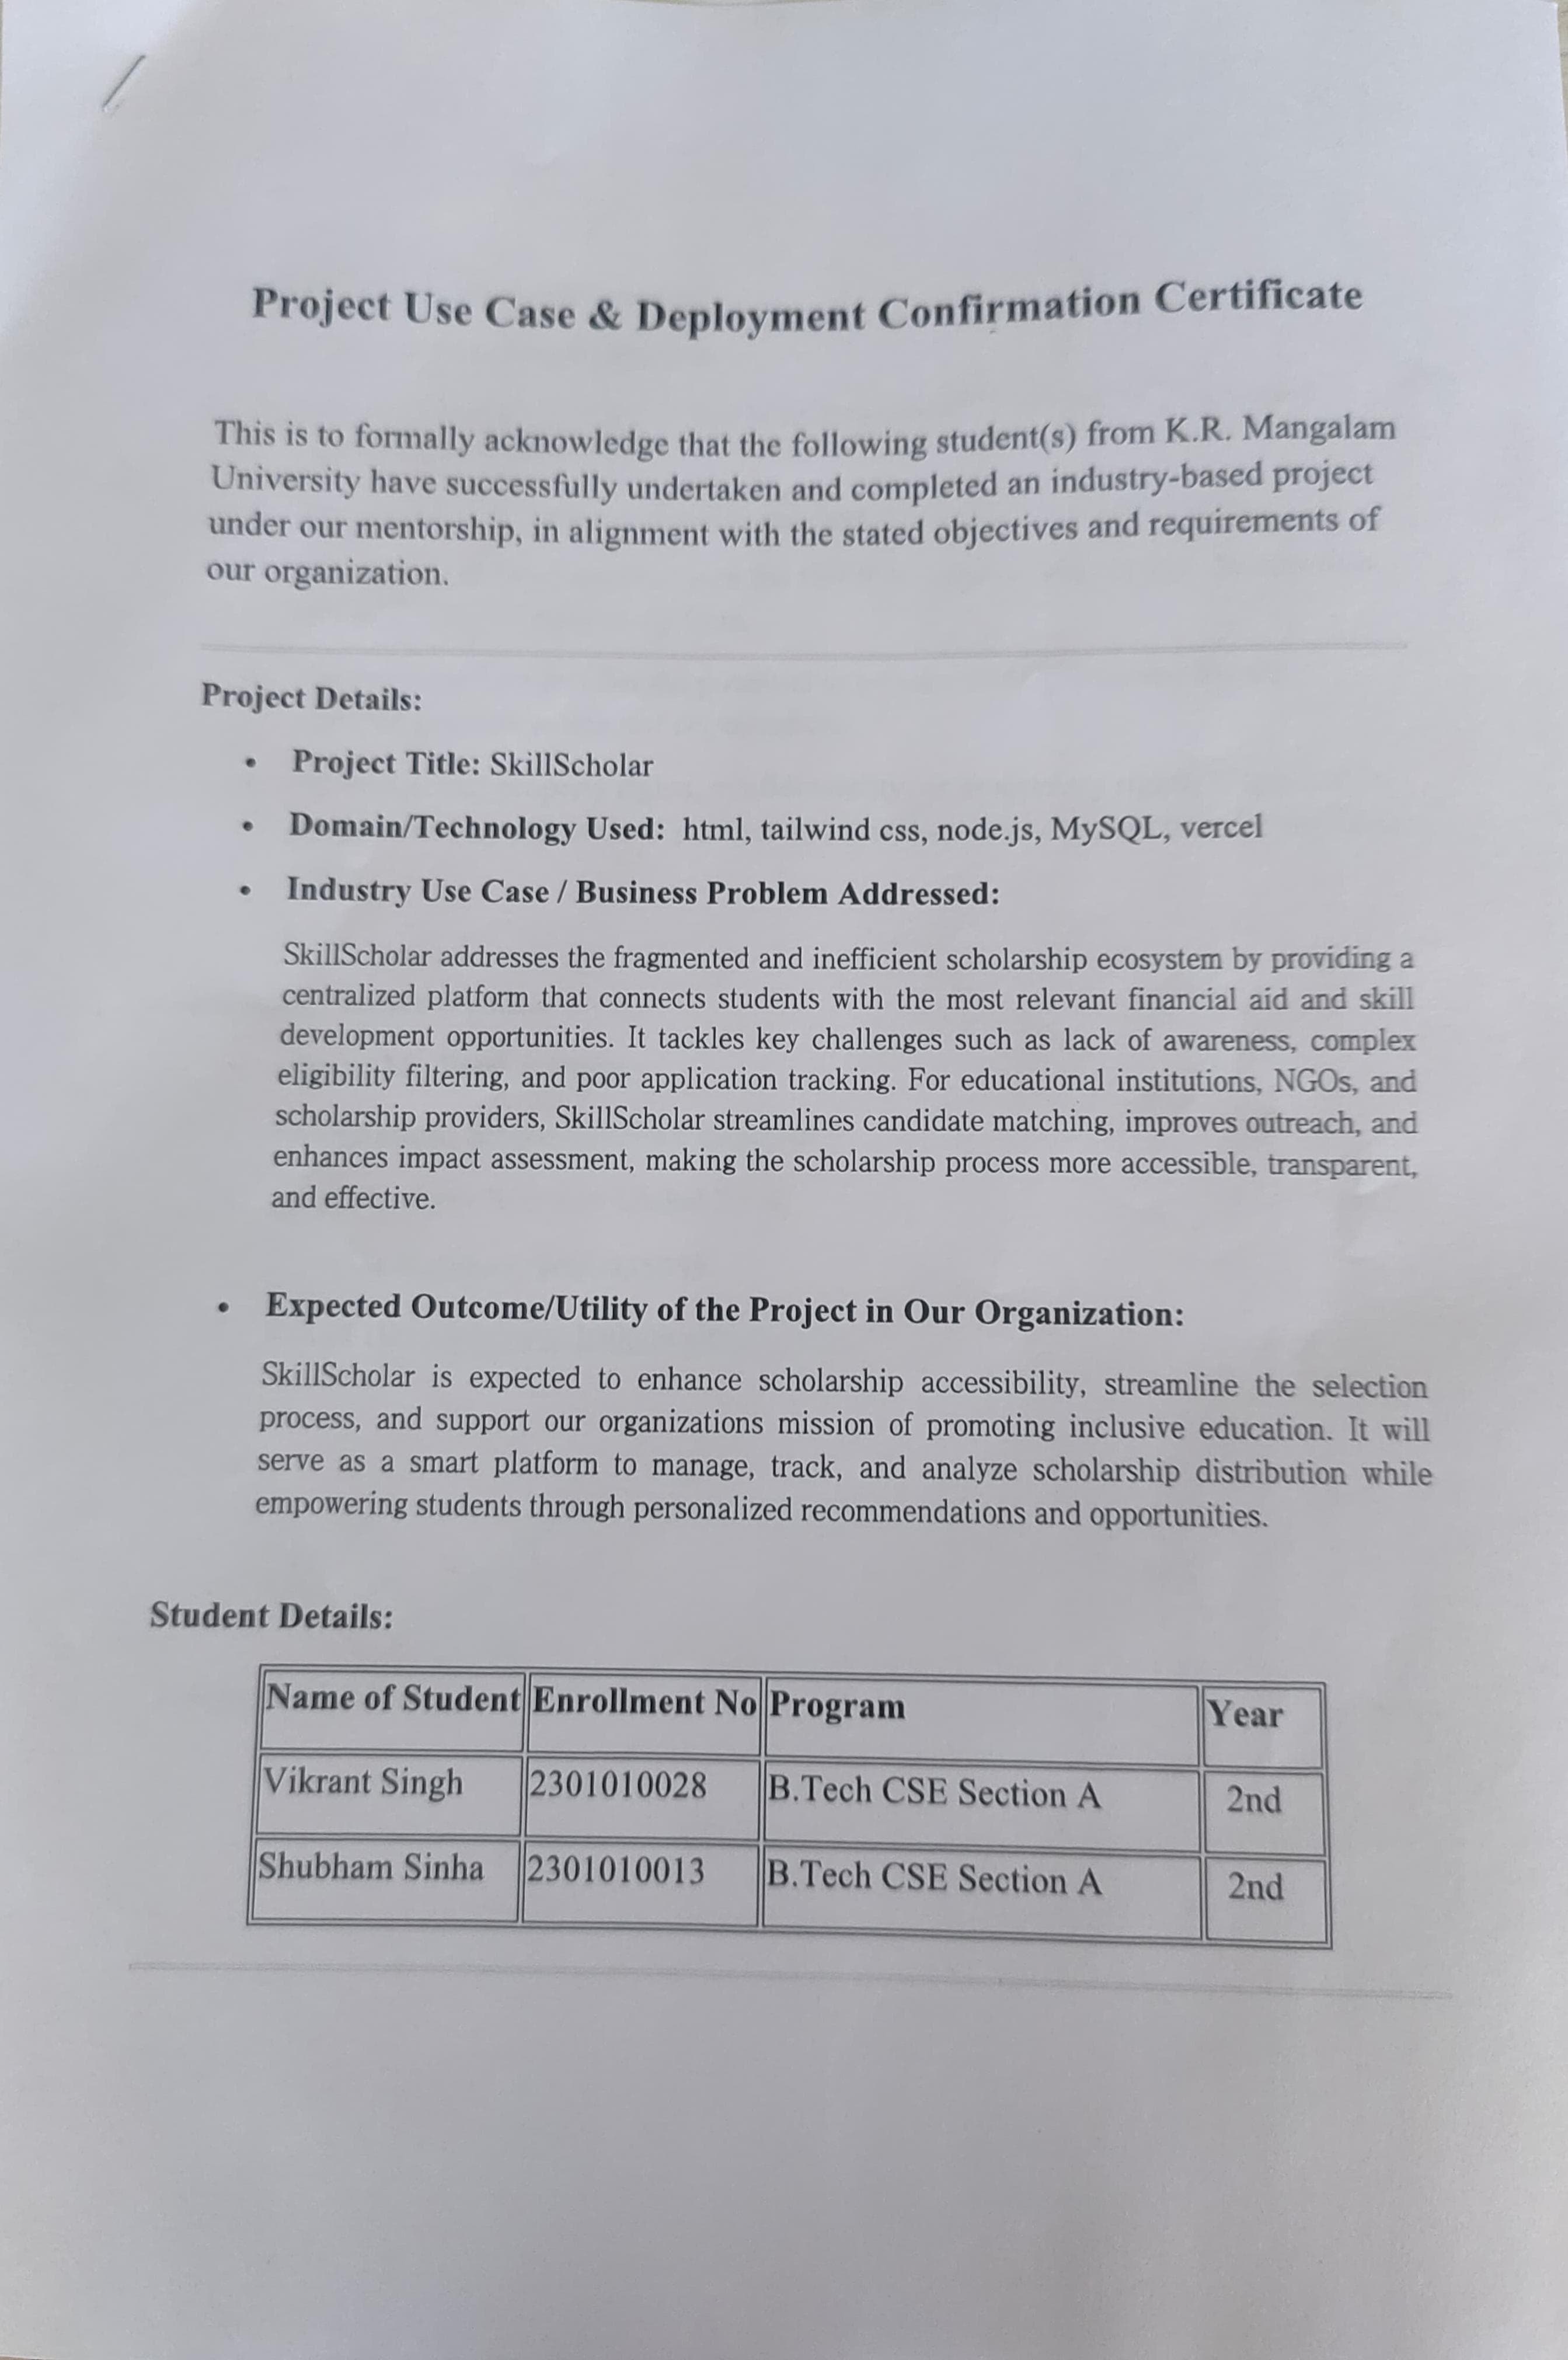 Project Use Case & Deployment Confirmation Certificate
This is to formally acknowledge that the following student(s) from K.R. Mangalam
University have successfully undertaken and completed an industry-based project
under our mentorship, in alignment with the stated objectives and requirements of
our organization.
Project Details:
• Project Title: SkillScholar
• Domain/Technology Used: html, tailwind css, node.js, MySQL, vercel
• Industry Use Case / Business Problem Addressed:
SkillScholar addresses the fragmented and inefficient scholarship ecosystem by providing a
centralized platform that connects students with the most relevant financial aid and skill
development opportunities. It tackles key challenges such as lack of awareness, complex
eligibility filtering, and poor application tracking. For educational institutions, NGOs, and
scholarship providers, SkillScholar streamlines candidate matching, improves outreach, and
enhances impact assessment, making the scholarship process more accessible, transparent,
and effective.
• Expected Outcome/Utility of the Project in Our Organization:
SkillScholar is expected to enhance scholarship accessibility, streamline the selection
process, and support our organizations mission of promoting inclusive education. It will
serve as a smart platform to manage, track, and analyze scholarship distribution while
empowering students through personalized recommendations and opportunities.
Student Details:
Name of Student Enrollment No Program Year
Vikrant Singh 2301010028 B.Tech CSE Section A 2nd
Shubham Sinha 2301010013 B.Tech CSE Section A 2nd